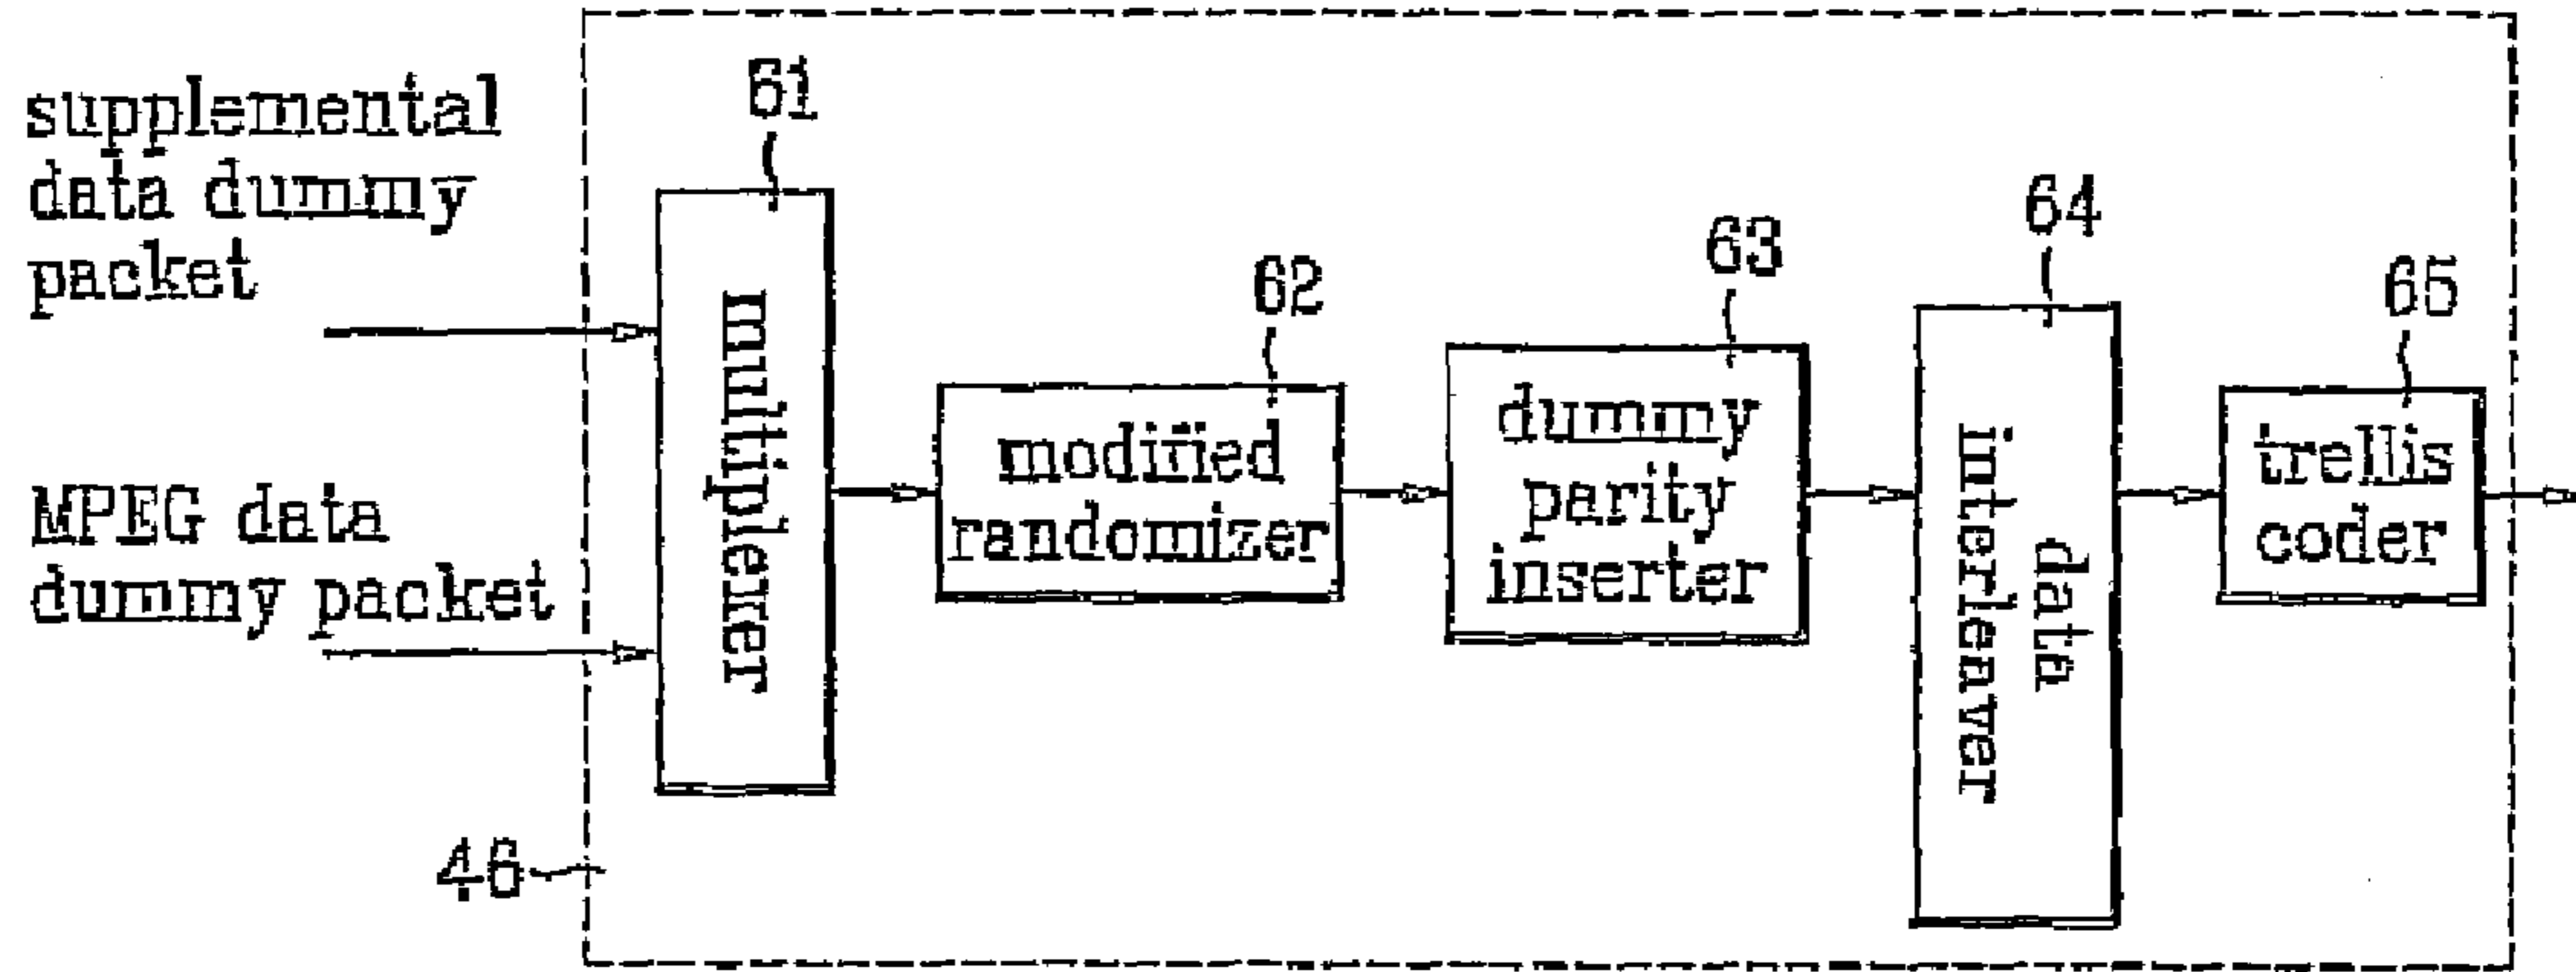 supplemental
data dummy
packet
MPEG data
dummy packet
46
61
multiplexer
62
modified
randomizer
63
dummy
parity
inserter
64
data
interleaver
65
trellis
coder